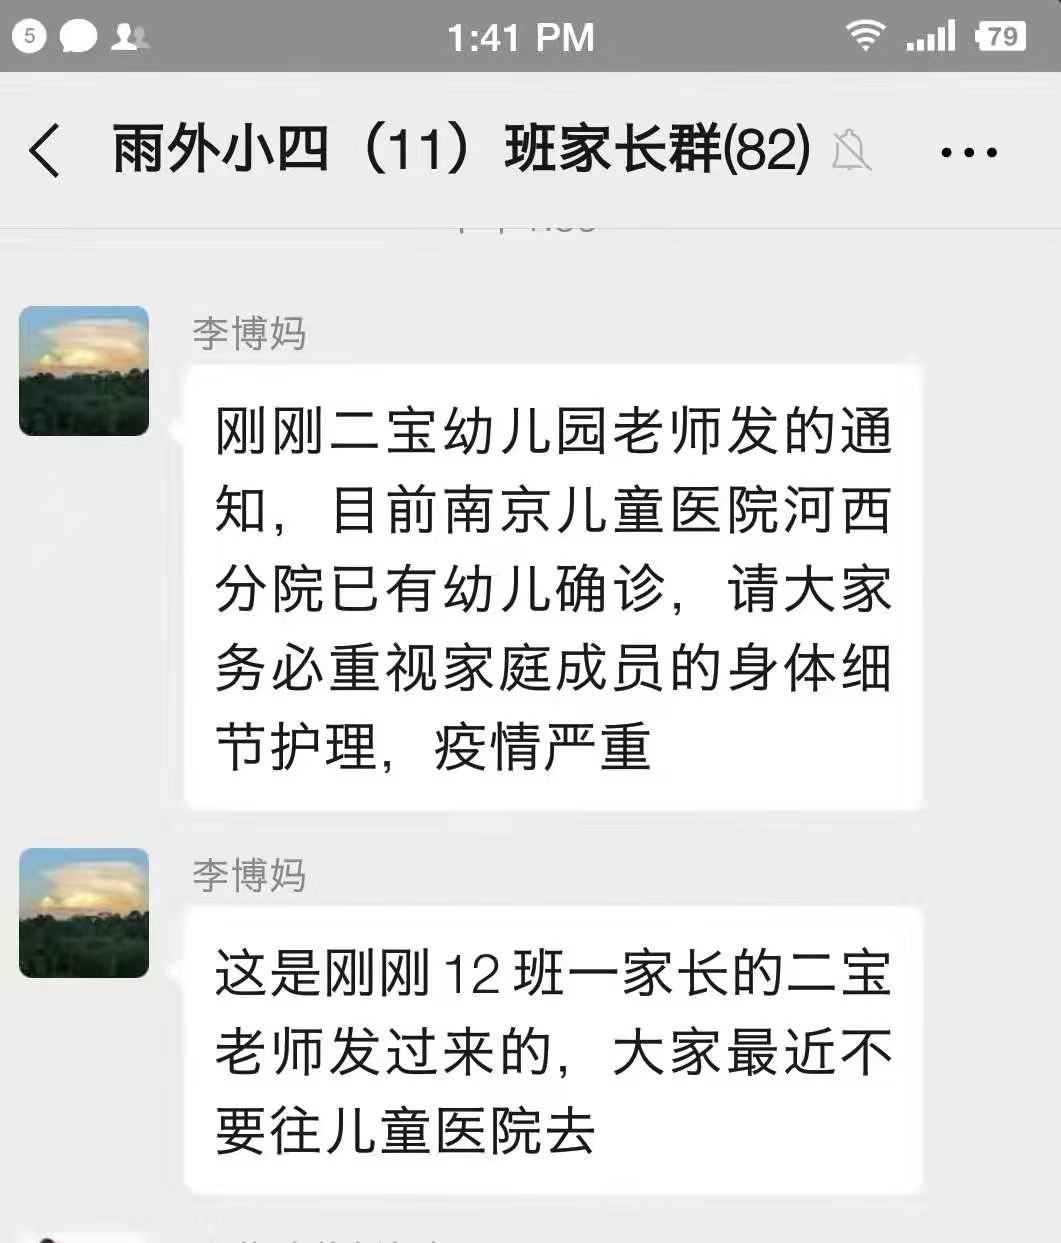 5
1:41 PM
79
雨外小四（11）班家长群(82)
李博妈
刚刚二宝幼儿园老师发的通
知，目前南京儿童医院河西
分院已有幼儿确诊，请大家
务必重视家庭成员的身体细
节护理，疫情严重
李博妈
这是刚刚12班一家长的二宝
老师发过来的，大家最近不
要往儿童医院去